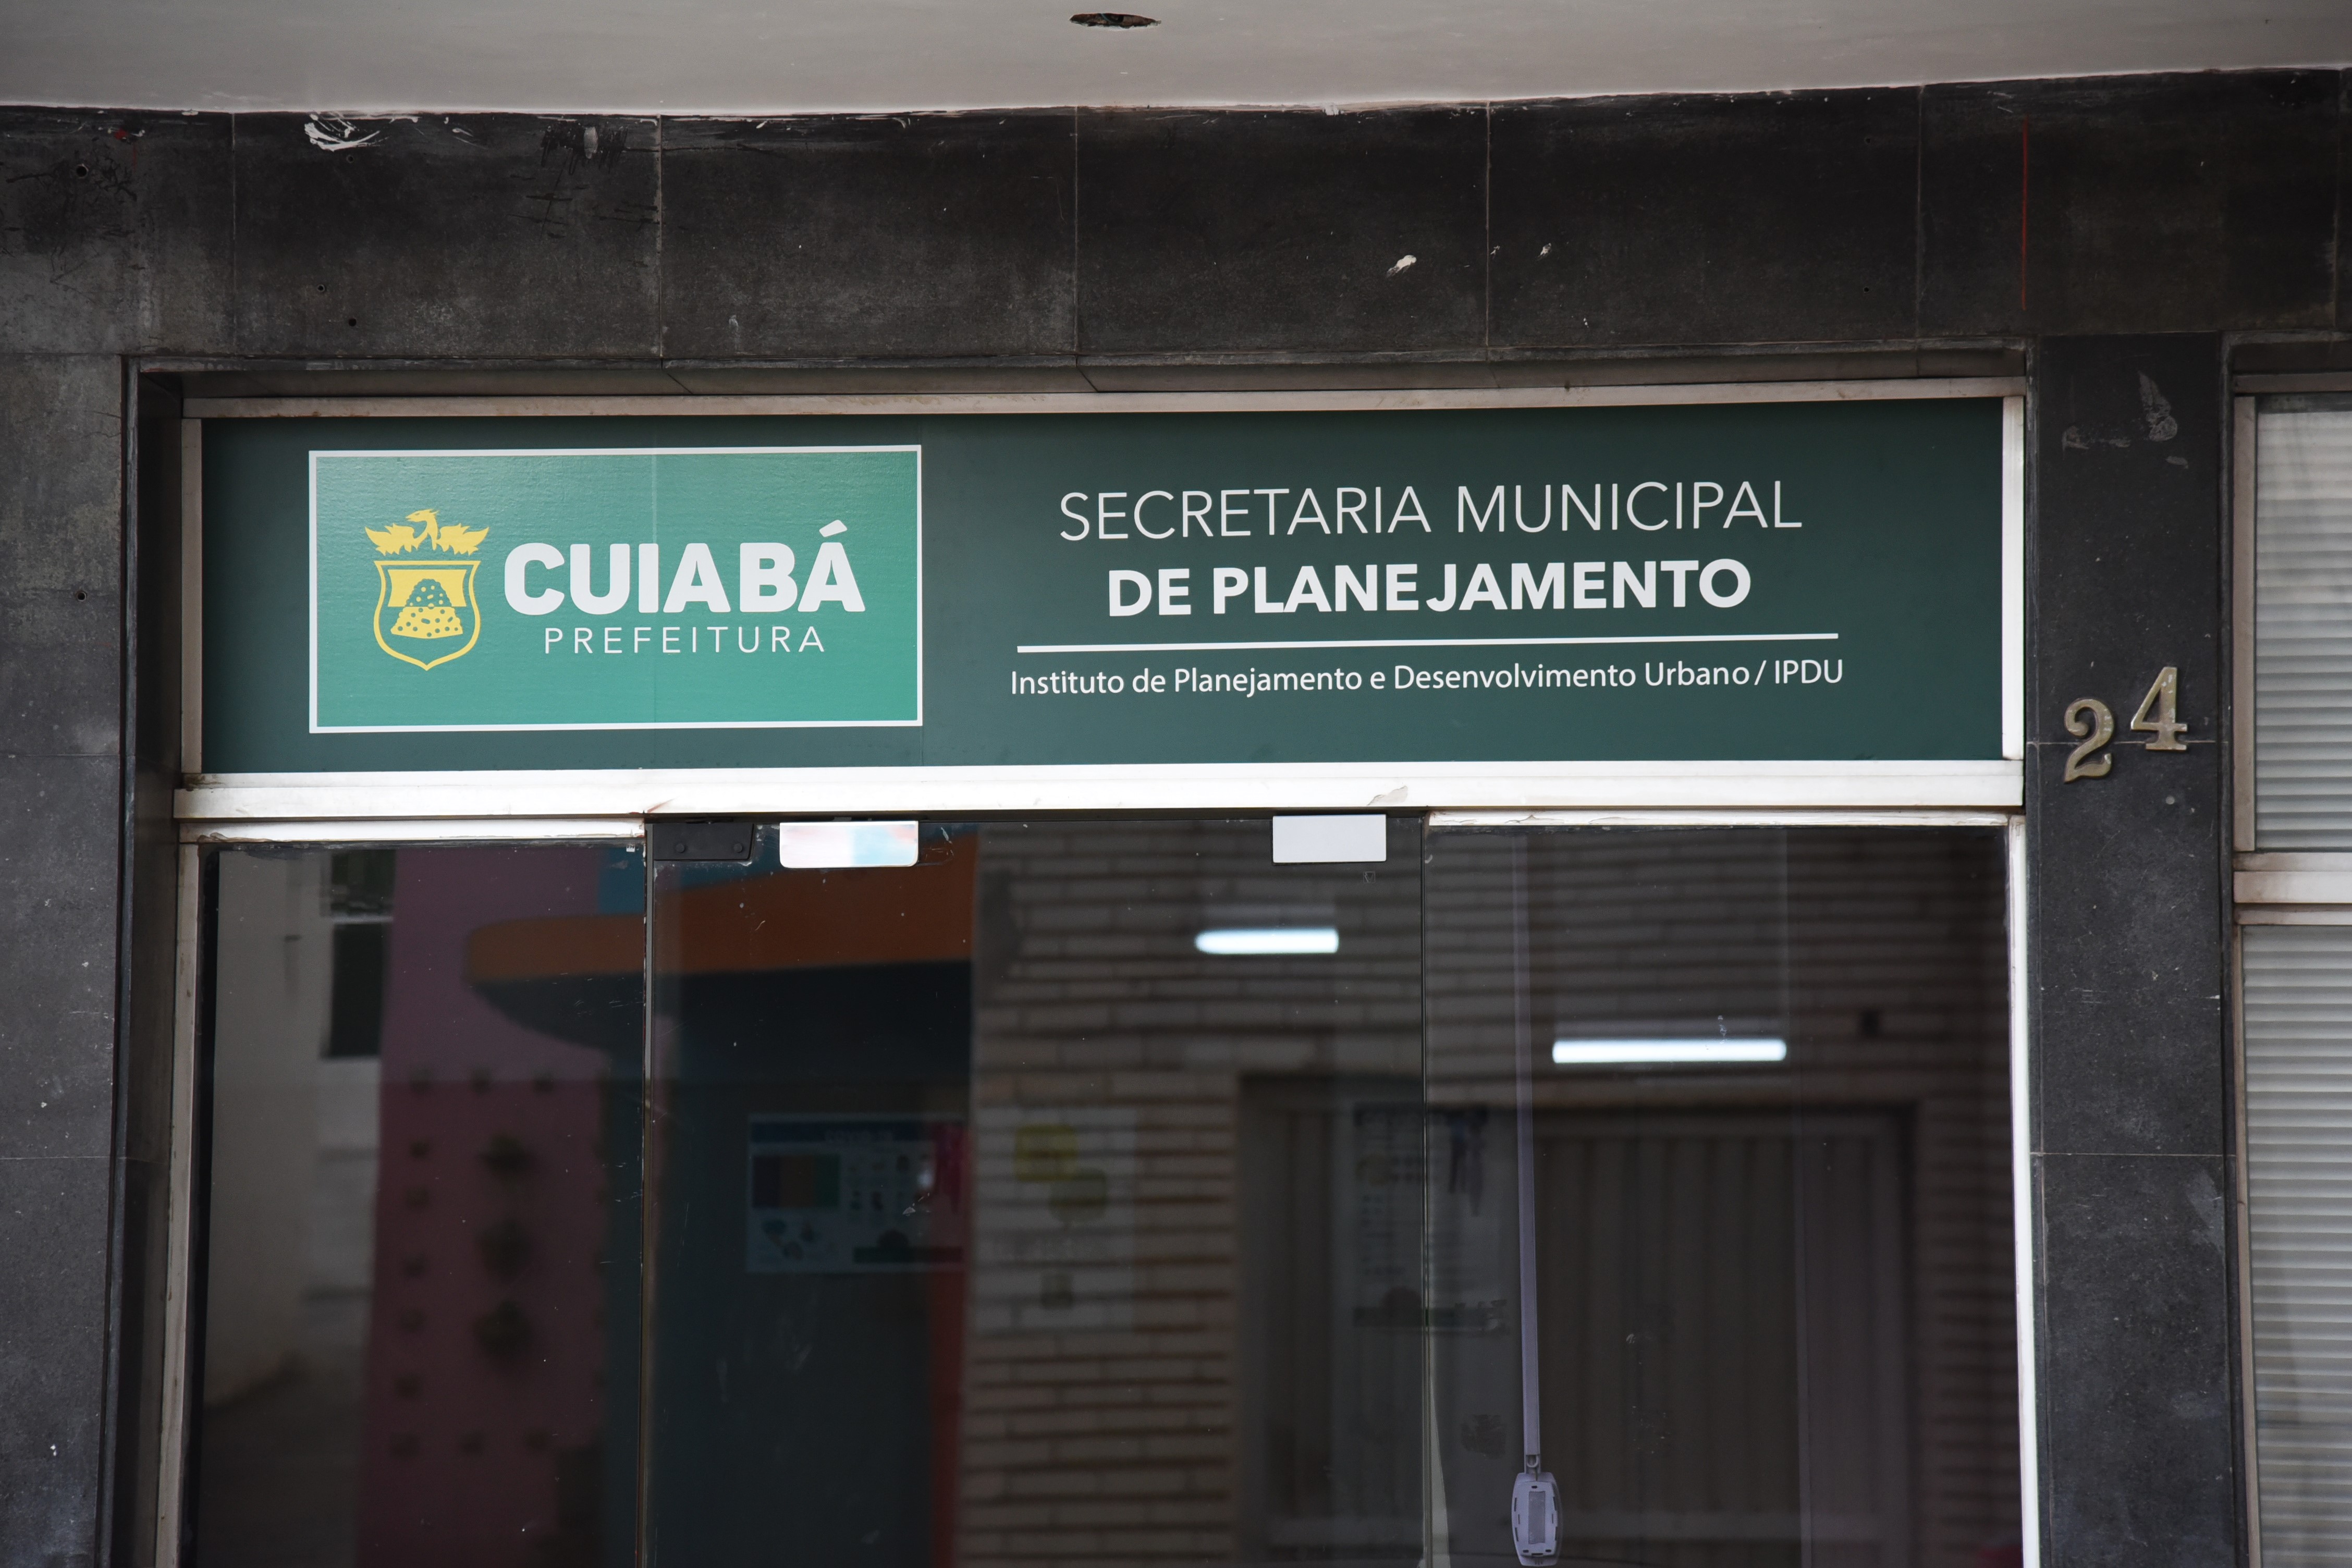 CUIABÁ
PREFEITURA
SECRETARIA MUNICIPAL
DE PLANEJAMENTO
Instituto de Planejamento e Desenvolvimento Urbano / IPDU
24